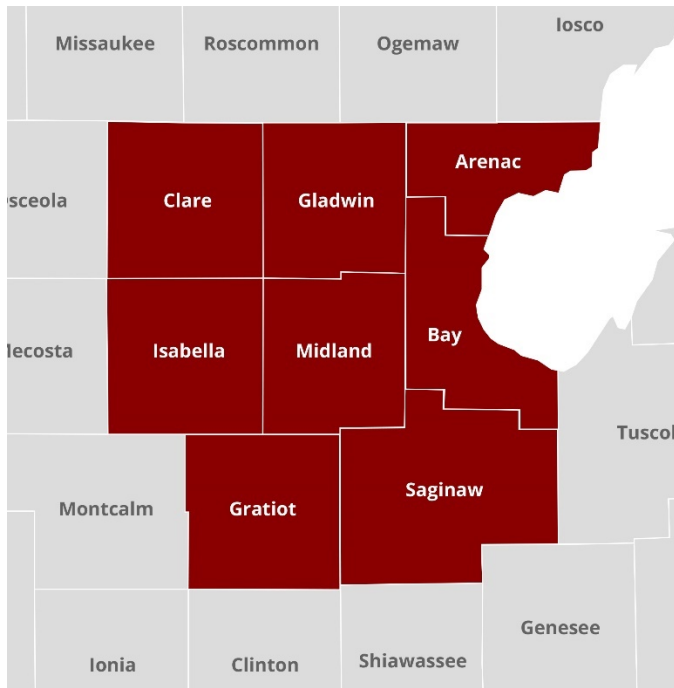 Missaukee
Roscommon
Ogemaw
Iosco
Arenac
sceola
Clare
Gladwin
Mecosta
Isabella
Midland
Bay
Tuscol
Montcalm
Gratiot
Saginaw
Ionia
Clinton
Shiawassee
Genesee